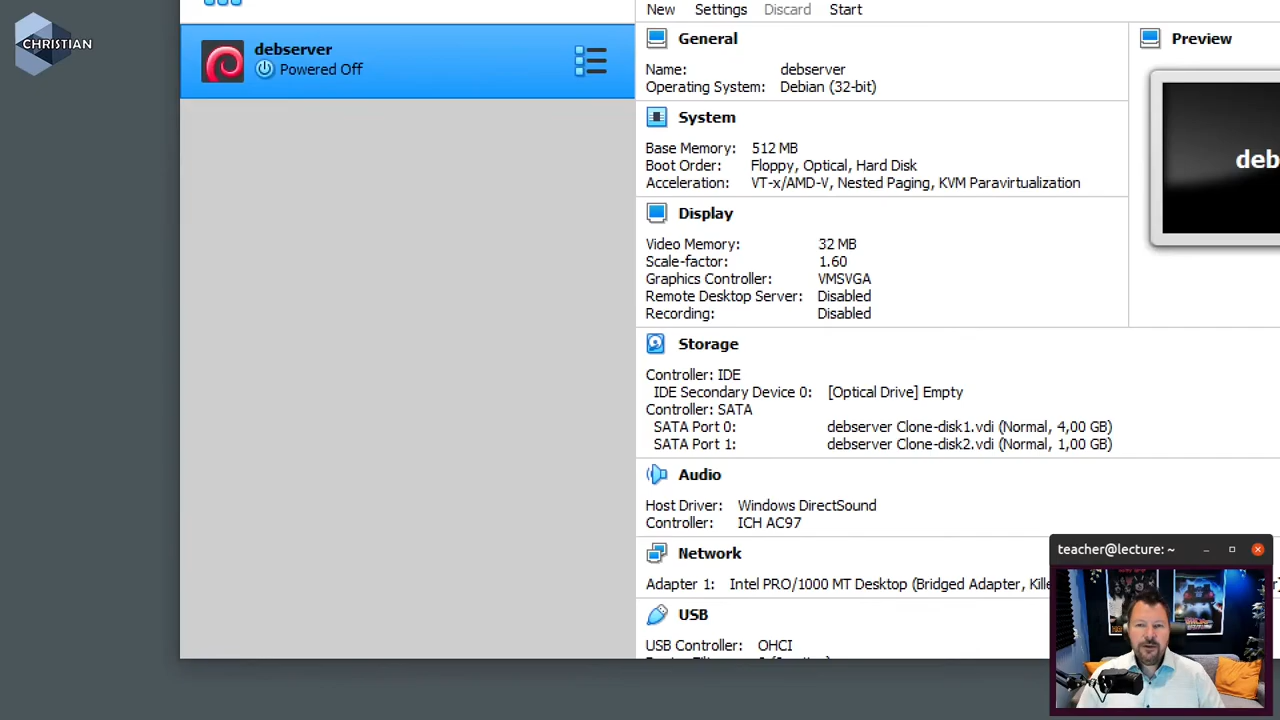 CHRISTIAN
debserver
Powered Off
New Settings Discard Start
General
Name: debserver
Operating System: Debian (32-bit)
System
Base Memory: 512 MB
Boot Order: Floppy, Optical, Hard Disk
Acceleration: VT-x/AMD-V, Nested Paging, KVM Paravirtualization
Display
Video Memory: 32 MB
Scale-factor: 1.60
Graphics Controller: VMSVGA
Remote Desktop Server: Disabled
Recording: Disabled
Preview
deb
Storage
Controller: IDE
IDE Secondary Device 0: [Optical Drive] Empty
Controller: SATA
SATA Port 0: debserver Clone-disk1.vdi (Normal, 4,00 GB)
SATA Port 1: debserver Clone-disk2.vdi (Normal, 1,00 GB)
Audio
Host Driver: Windows DirectSound
Controller: ICH AC97
Network
Adapter 1: Intel PRO/1000 MT Desktop (Bridged Adapter, Kille
USB
USB Controller: OHCI
teacher@lecture: ~